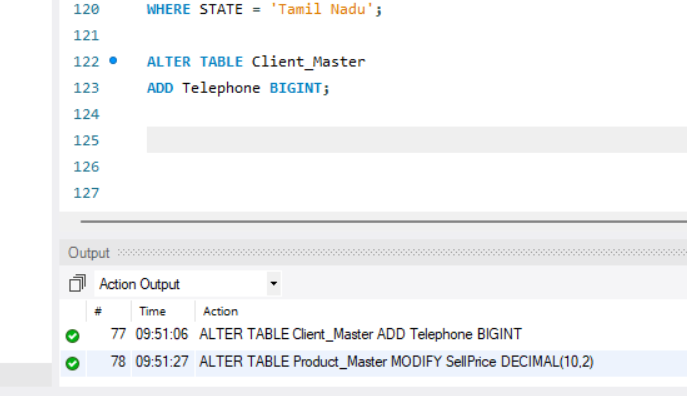 120 WHERE STATE = 'Tamil Nadu';
121
122 ALTER TABLE Client_Master
123 ADD Telephone BIGINT;
124
125
126
127
Output
Action Output
# Time Action
77 09:51:06 ALTER TABLE Client_Master ADD Telephone BIGINT
78 09:51:27 ALTER TABLE Product_Master MODIFY SellPrice DECIMAL(10,2)